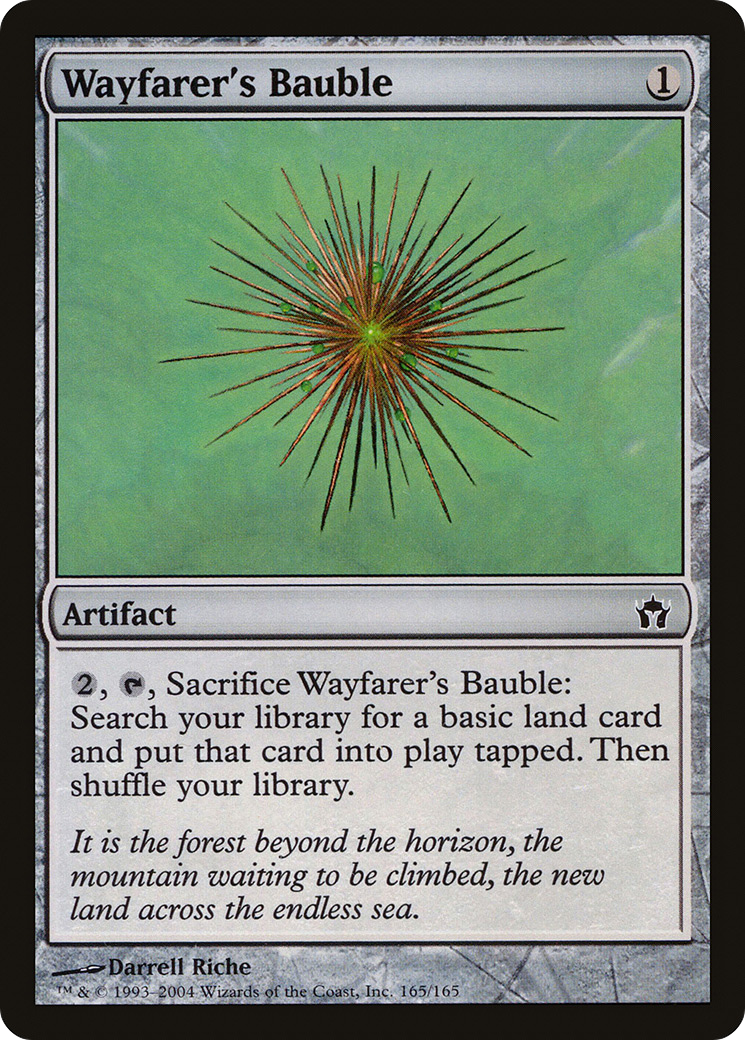 Wayfarer's Bauble
1
Artifact
2, , Sacrifice Wayfarer's Bauble:
Search your library for a basic land card
and put that card into play tapped. Then
shuffle your library.
It is the forest beyond the horizon, the
mountain waiting to be climbed, the new
land across the endless sea.
Darrell Riche
™ & © 1993–2004 Wizards of the Coast, Inc. 165/165